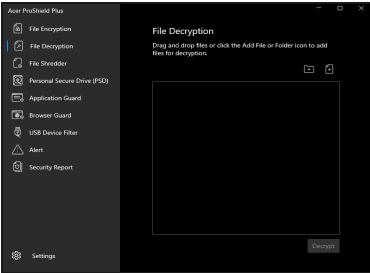 Acer ProShield Plus
File Encryption
File Decryption
File Shredder
Personal Secure Drive (PSD)
Application Guard
Browser Guard
USB Device Filter
Alert
Security Report
Settings
File Decryption
Drag and drop files or click the Add File or Folder icon to add
files for decryption.
Decrypt